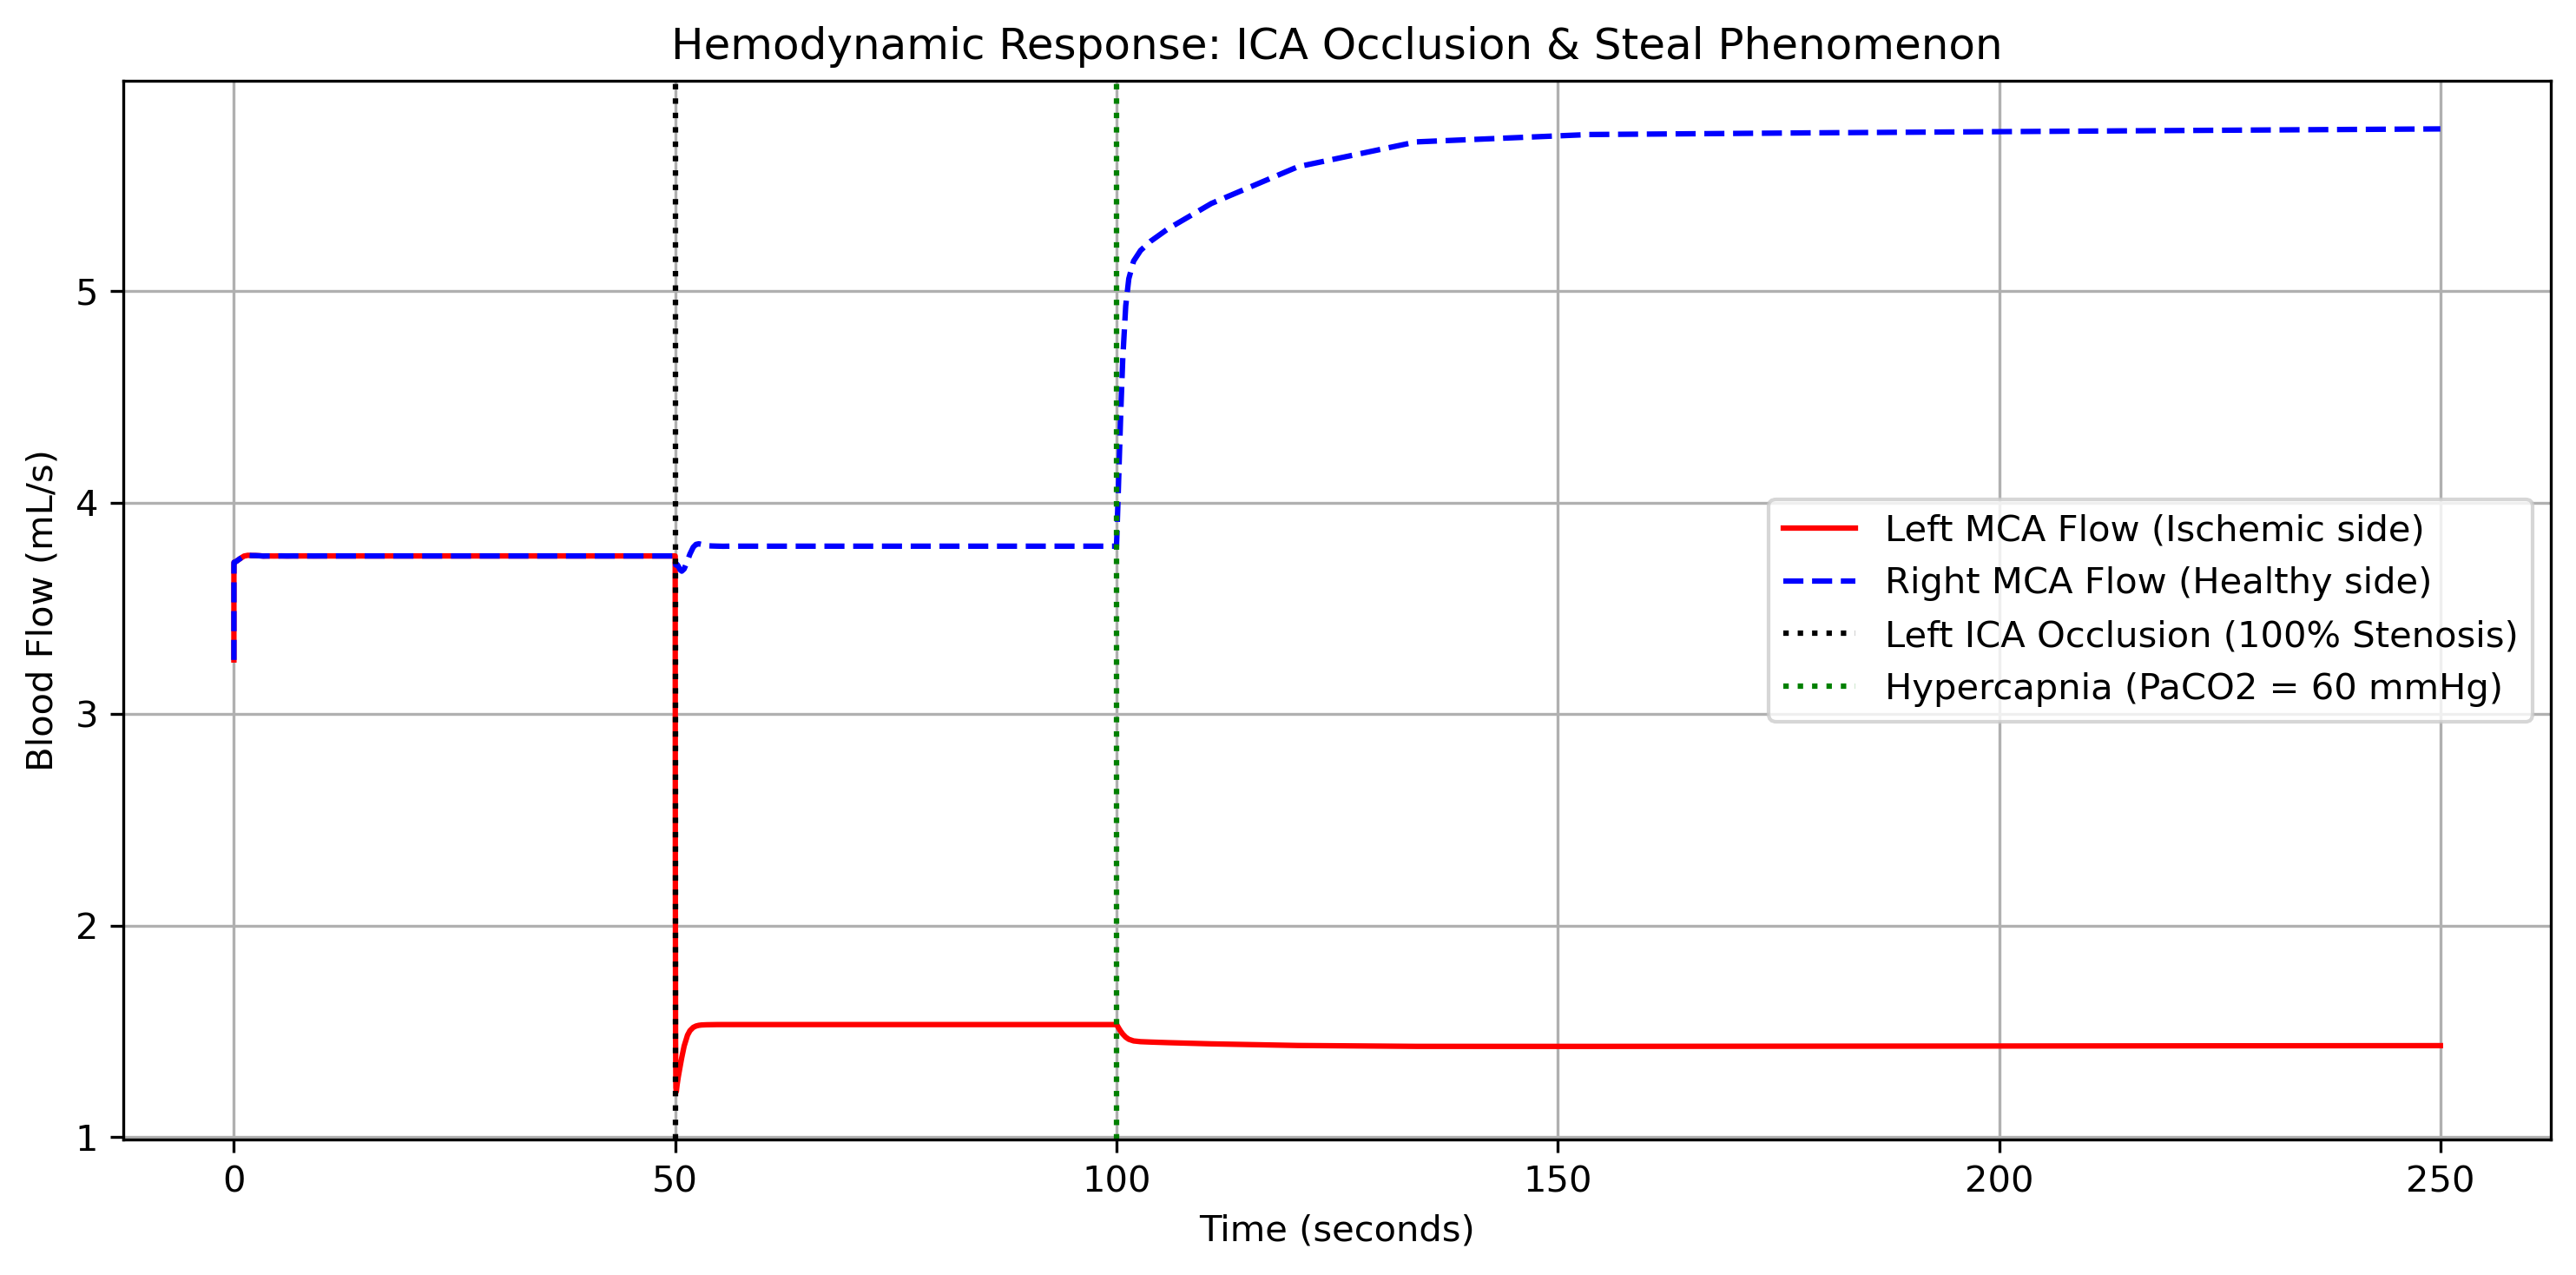 Hemodynamic Response: ICA Occlusion & Steal Phenomenon
Blood Flow (mL/s)
5
4
3
2
1
Left MCA Flow (Ischemic side)
Right MCA Flow (Healthy side)
Left ICA Occlusion (100% Stenosis)
Hypercapnia (PaCO2 = 60 mmHg)
0 50 100 150 200 250
Time (seconds)